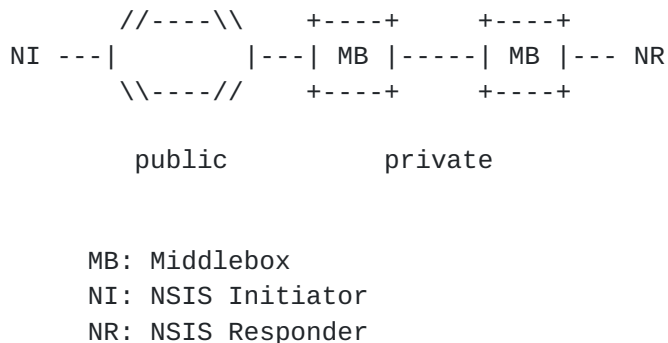 //----\\ +----+ +----+
NI ---| |---| MB |-----| MB |--- NR
\\----// +----+ +----+
public private
MB: Middlebox
NI: NSIS Initiator
NR: NSIS Responder